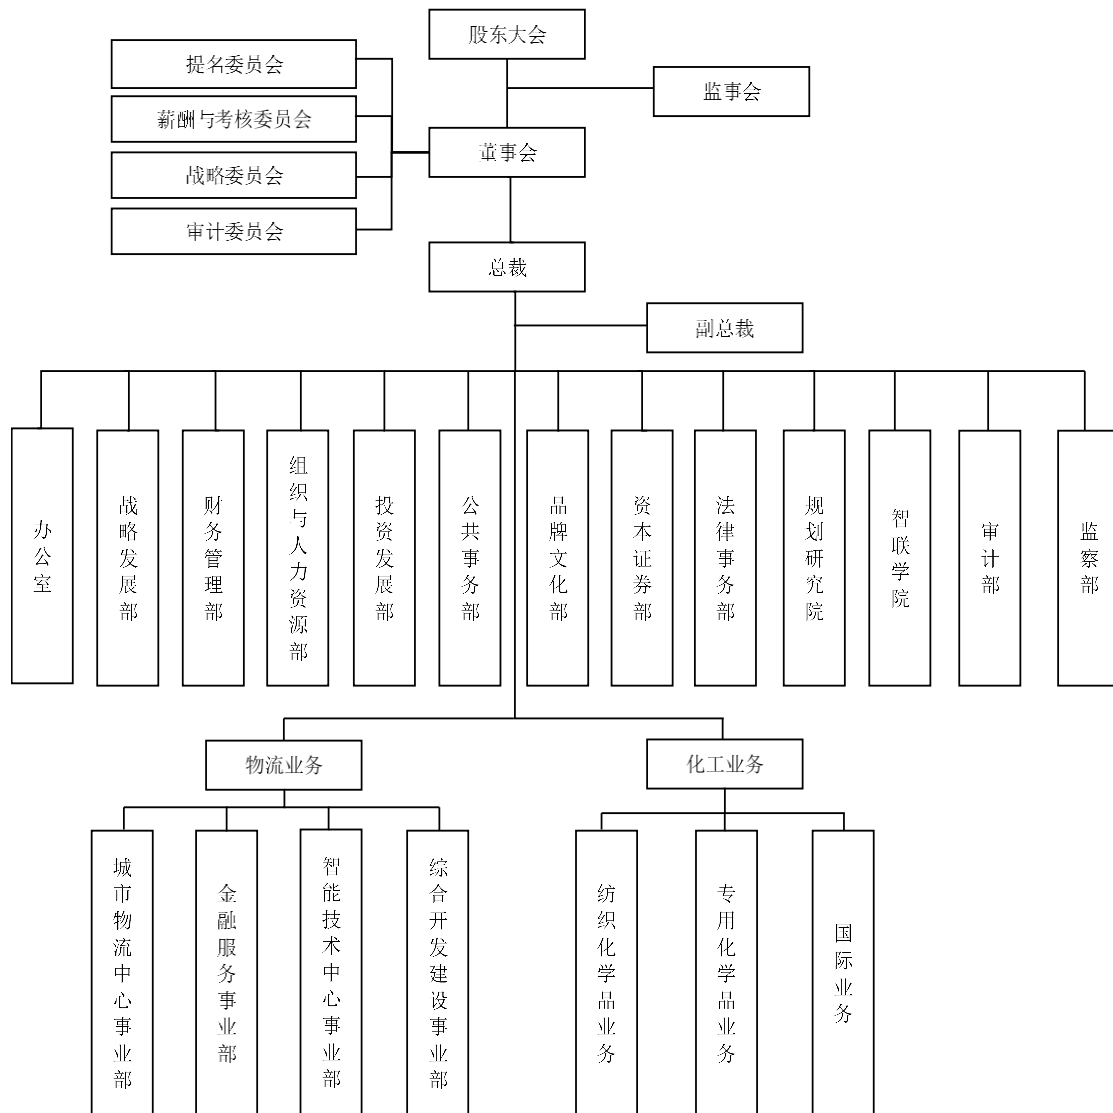 股东大会
提名委员会
监事会
薪酬与考核委员会
董事会
战略委员会
审计委员会
总裁
副总裁
办公室
战略发展部
财务管理部
组织与人力资源部
投资发展部
公共事务部
品牌文化部
资本证券部
法律事务部
规划研究院
智联学院
审计部
监察部
物流业务
化工业务
城市物流中心事业部
金融服务事业部
智能技术中心事业部
综合开发建设事业部
纺织化学品业务
专用化学品业务
国际业务